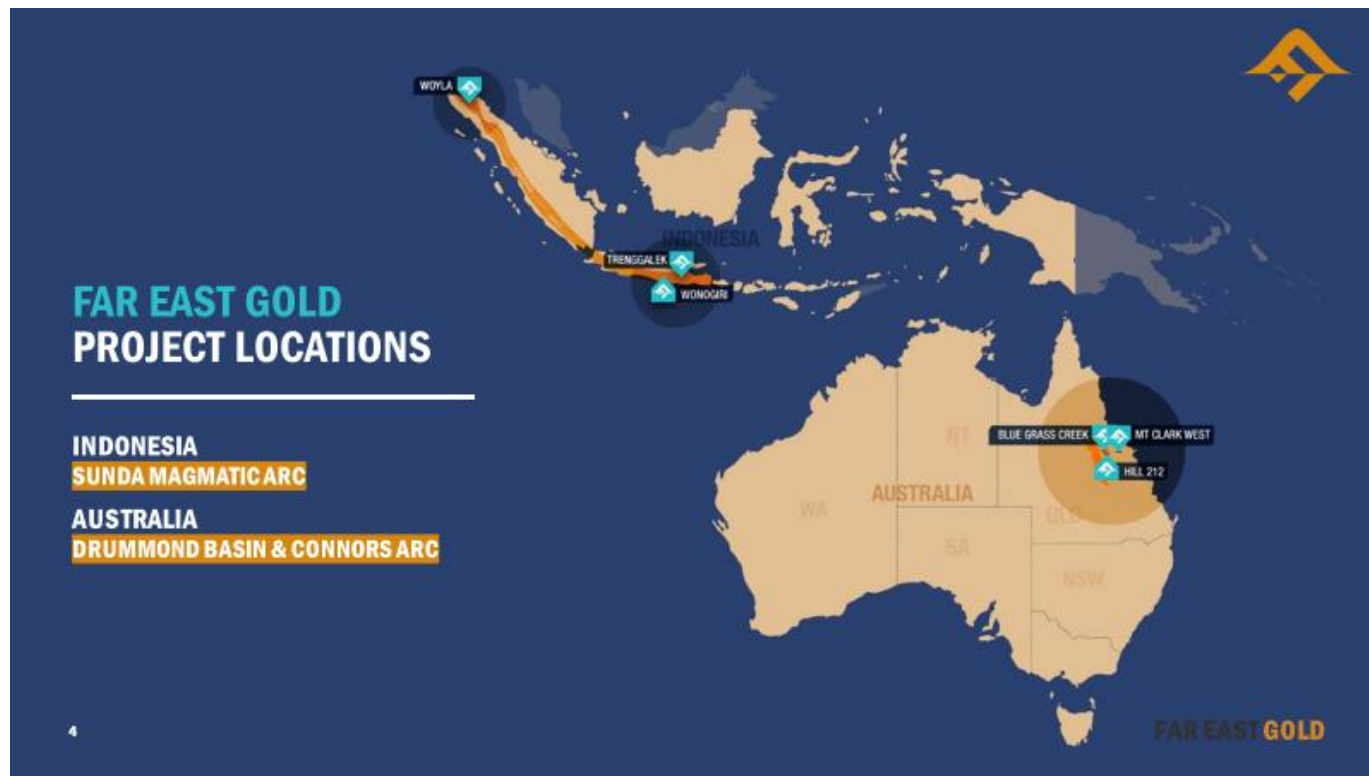 WOYLA
INDONESIA
TRENGGALEK
WONOGIRI
FAR EAST GOLD
PROJECT LOCATIONS
INDONESIA
SUNDA MAGMATIC ARC
AUSTRALIA
DRUMMOND BASIN & CONNORS ARC
BLUE GRASS CREEK
MT CLARK WEST
HILL 212
NT
AUSTRALIA
WA
QLD
SA
NSW
4
FAR EAST GOLD